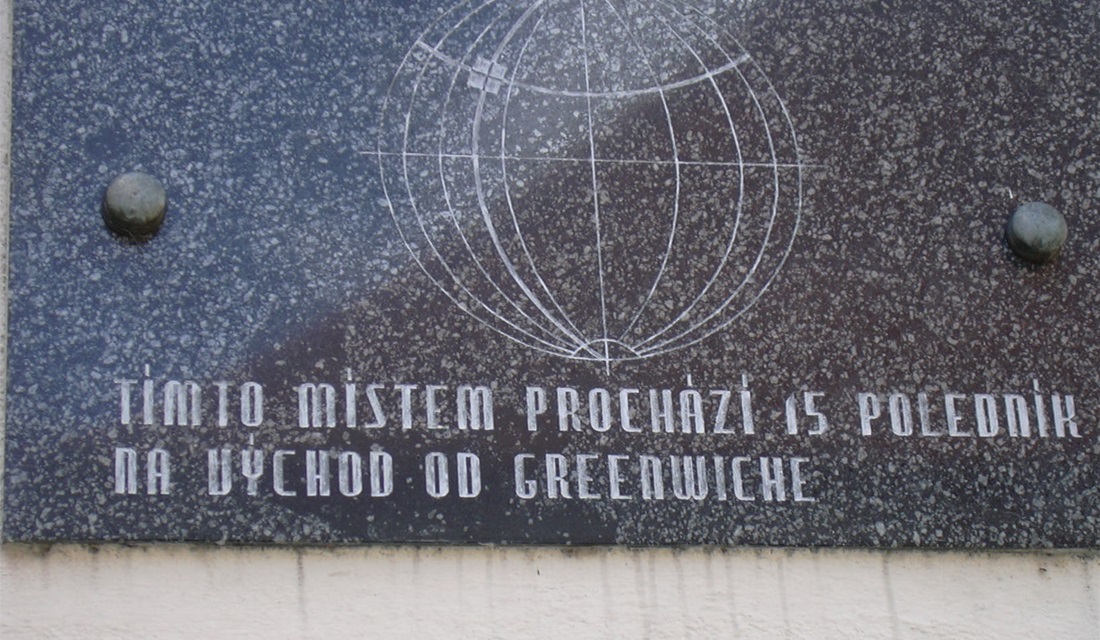 TÍMTO MÍSTEM PROCHÁZÍ 15 POLEDNÍK
NA VÝCHOD OD GREENWICHE